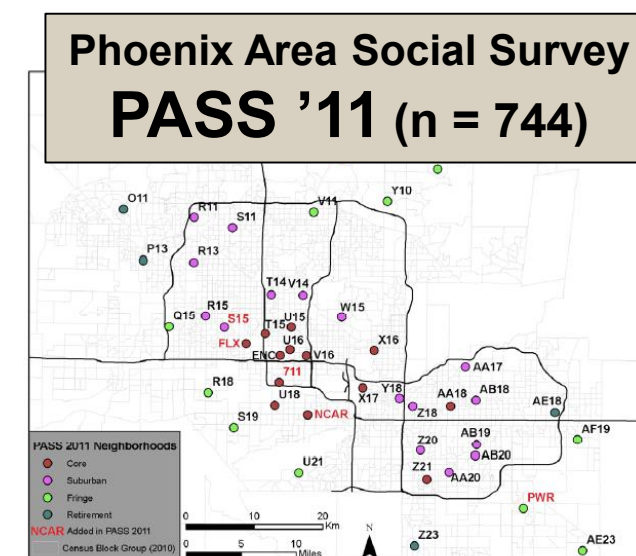 Phoenix Area Social Survey
PASS ’11 (n = 744)
O11
R11
S11
V11
Y10
P13
R13
T14
V14
W15
Q15
R15
S15
T15
U15
FLX
ENC
U16
V16
X16
711
U18
NCAR
X17
Y18
Z18
AA17
AA18
AB18
AE18
AF19
R18
S19
U21
Z20
AB19
AB20
Z21
AA20
PWR
Z23
AE23
PASS 2011 Neighborhoods
Core
Suburban
Fringe
Retirement
NCAR Added in PASS 2011
Census Block Group (2010)
0 10 20
Km
0 5 10
Miles
N